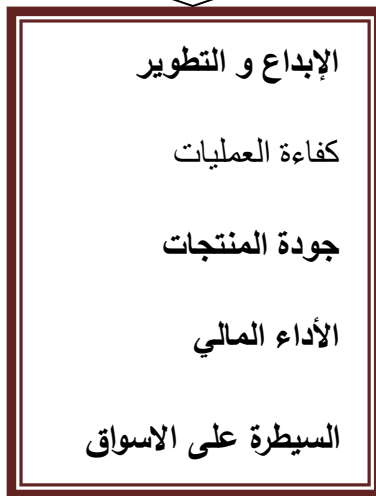 الإبداع و التطوير
كفاءة العمليات
جودة المنتجات
الأداء المالي
السيطرة على الاسواق